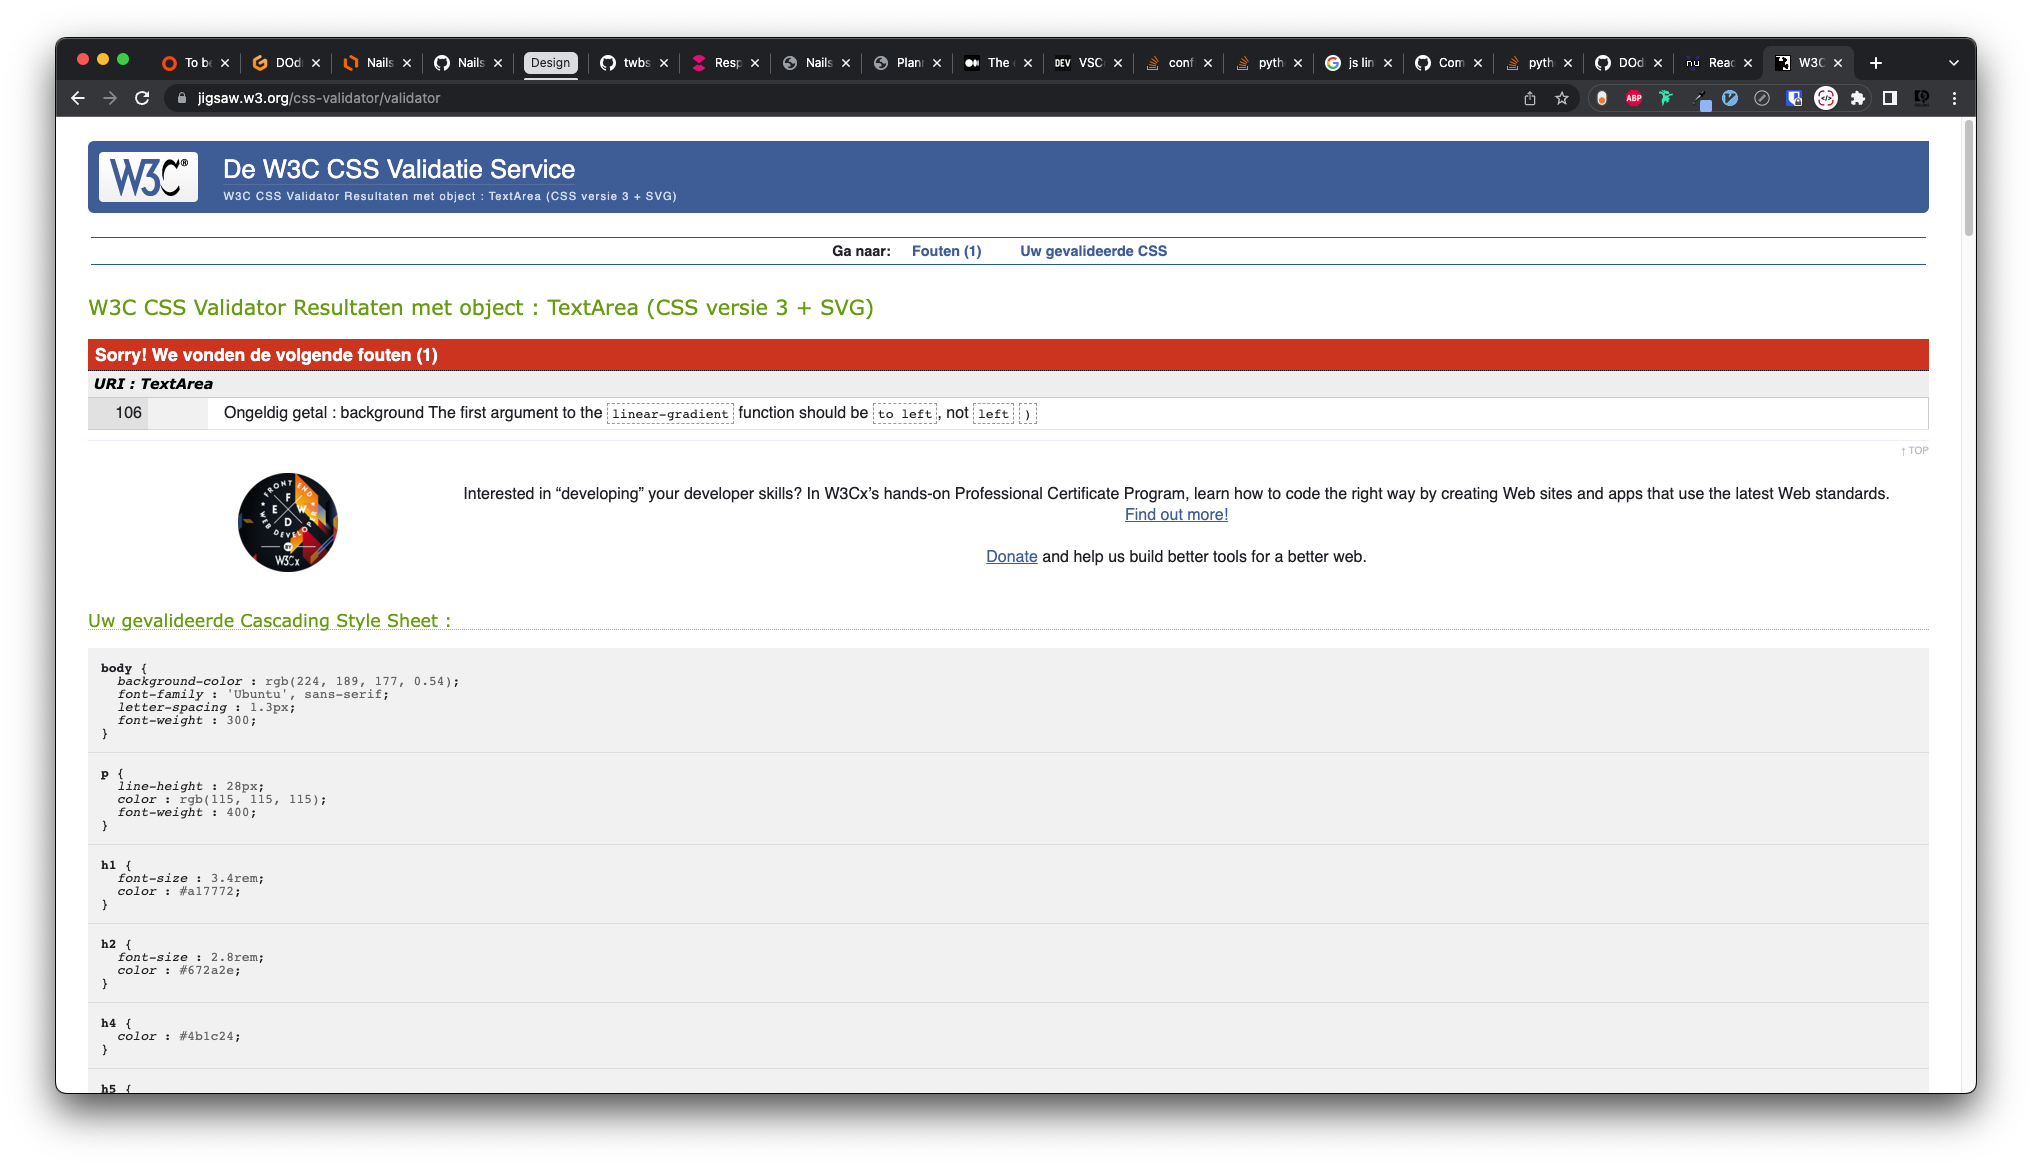 To be
DOd
Nails
Nails
Design
twbs
Resp
Nails
Plan
The
DEV VSC
conf
pyth
js lin
Com
pyth
DOd
nu Reac
W3C
jigsaw.w3.org/css-validator/validator
ABP
W3C®
De W3C CSS Validatie Service
W3C CSS Validator Resultaten met object : TextArea (CSS versie 3 + SVG)
Ga naar: Fouten (1) Uw gevalideerde CSS
W3C CSS Validator Resultaten met object : TextArea (CSS versie 3 + SVG)
Sorry! We vonden de volgende fouten (1)
URI : TextArea
106 Ongeldig getal : background The first argument to the linear-gradient function should be to left, not left )
↑ TOP
FRONT END
F E W D
WEB DEVELOPER
BY
W3Cx
Interested in “developing” your developer skills? In W3Cx’s hands-on Professional Certificate Program, learn how to code the right way by creating Web sites and apps that use the latest Web standards.
Find out more!
Donate and help us build better tools for a better web.
Uw gevalideerde Cascading Style Sheet :
body {
background-color : rgb(224, 189, 177, 0.54);
font-family : 'Ubuntu', sans-serif;
letter-spacing : 1.3px;
font-weight : 300;
}
p {
line-height : 28px;
color : rgb(115, 115, 115);
font-weight : 400;
}
h1 {
font-size : 3.4rem;
color : #a17772;
}
h2 {
font-size : 2.8rem;
color : #672a2e;
}
h4 {
color : #4b1c24;
}
h5 {